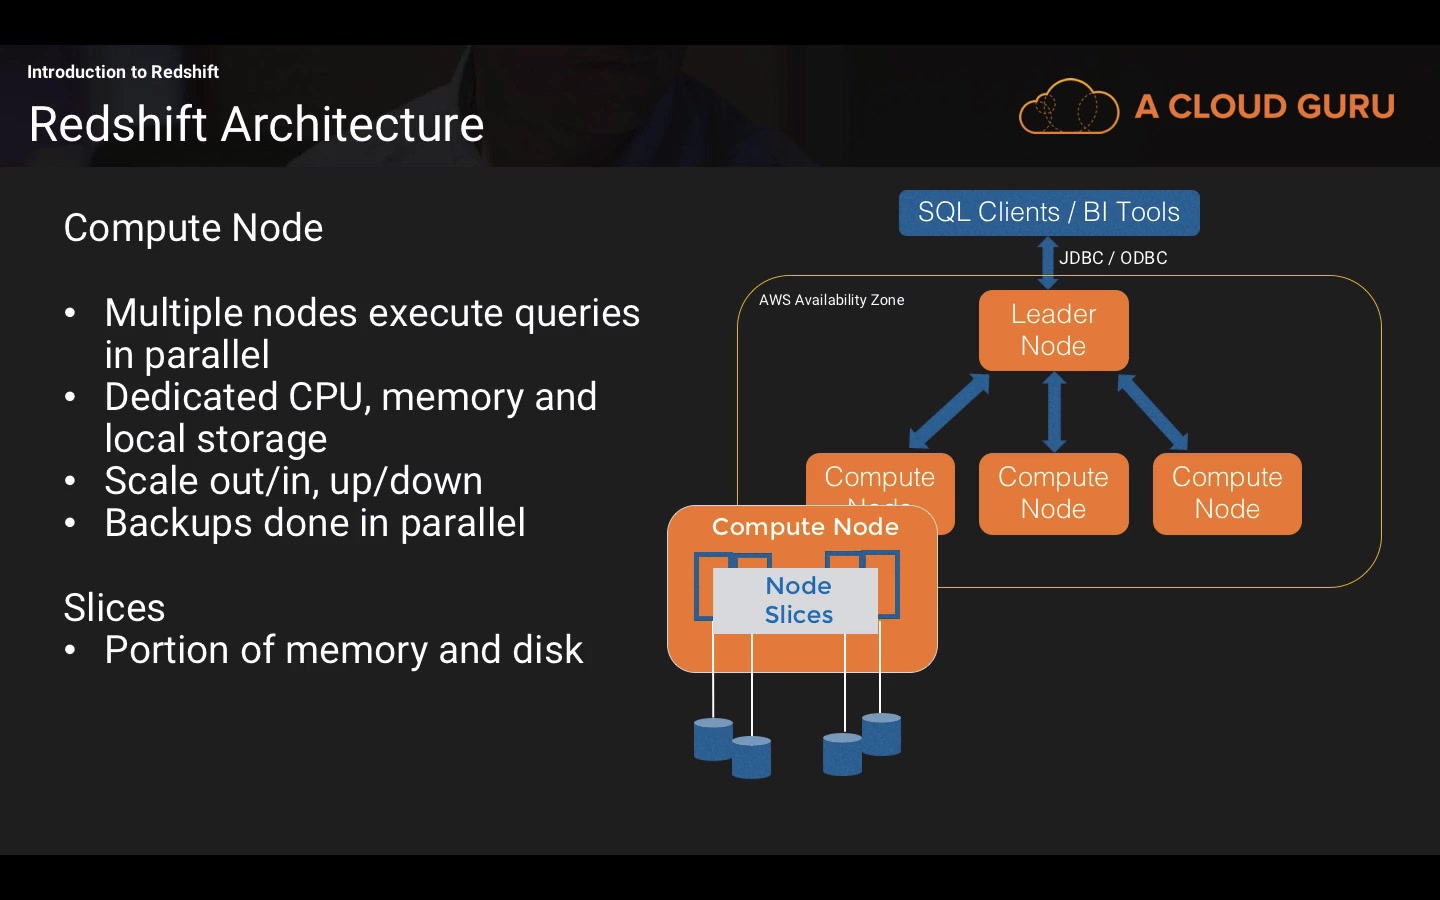 Introduction to Redshift
Redshift Architecture
A CLOUD GURU
Compute Node
• Multiple nodes execute queries
in parallel
• Dedicated CPU, memory and
local storage
• Scale out/in, up/down
• Backups done in parallel
Slices
• Portion of memory and disk
SQL Clients / BI Tools
JDBC / ODBC
AWS Availability Zone
Leader
Node
Compute
Node
Compute
Node
Compute
Node
Compute Node
Node
Slices